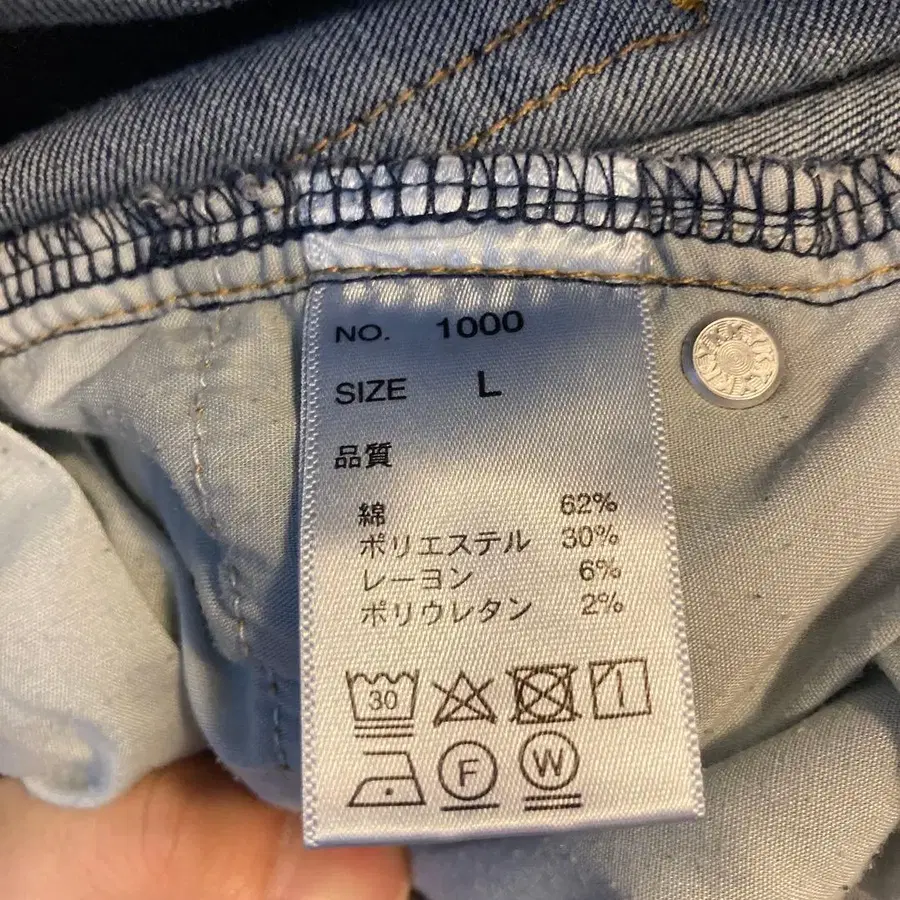 NO. 1000
SIZE L
品質
綿 62%
ポリエステル 30%
レーヨン 6%
ポリウレタン 2%
30
F W